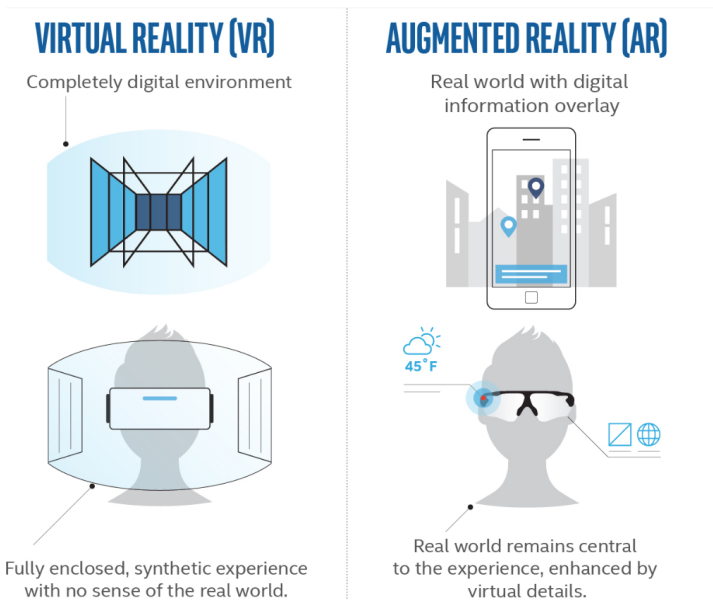 VIRTUAL REALITY (VR)
Completely digital environment
Fully enclosed, synthetic experience
with no sense of the real world.
AUGMENTED REALITY (AR)
Real world with digital
information overlay
45°F
Real world remains central
to the experience, enhanced by
virtual details.